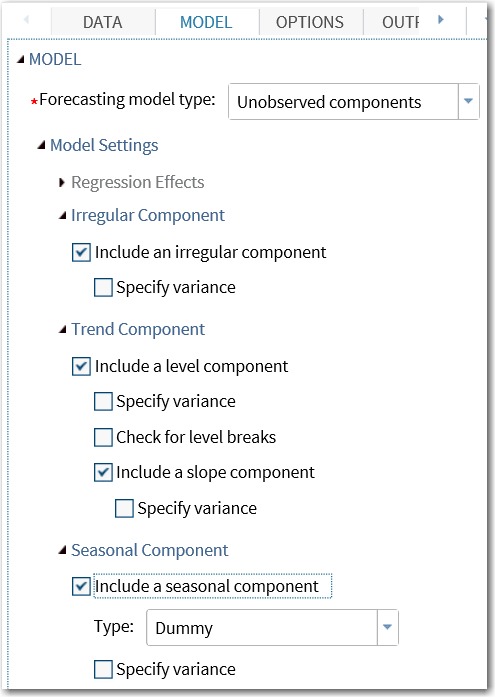 DATA MODEL OPTIONS OUTF
MODEL
*Forecasting model type: Unobserved components
Model Settings
Regression Effects
Irregular Component
Include an irregular component
Specify variance
Trend Component
Include a level component
Specify variance
Check for level breaks
Include a slope component
Specify variance
Seasonal Component
Include a seasonal component
Type: Dummy
Specify variance